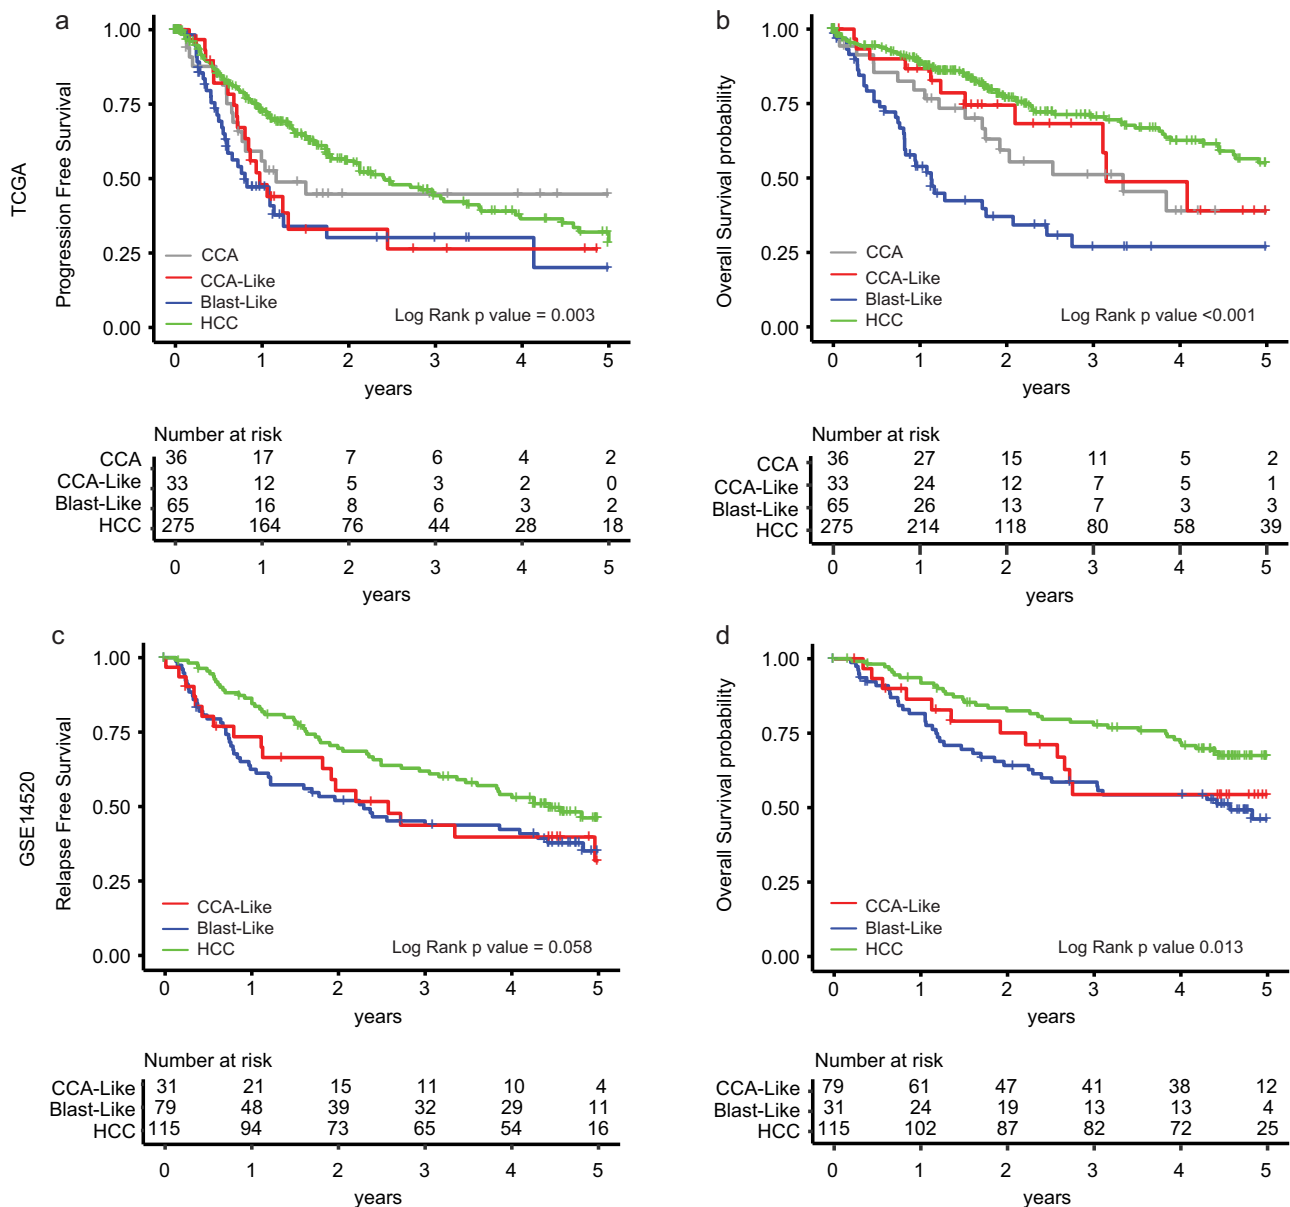 a
TCGA
Progression Free Survival
1.00
0.75
0.50
0.25
0.00
CCA
CCA-Like
Blast-Like
HCC
Log Rank p value = 0.003
0 1 2 3 4 5
years
Number at risk
CCA 36 17 7 6 4 2
CCA-Like 33 12 5 3 2 0
Blast-Like 65 16 8 6 3 2
HCC 275 164 76 44 28 18
0 1 2 3 4 5
years
b
Overall Survival probability
1.00
0.75
0.50
0.25
0.00
CCA
CCA-Like
Blast-Like
HCC
Log Rank p value <0.001
0 1 2 3 4 5
years
Number at risk
CCA 36 27 15 11 5 2
CCA-Like 33 24 12 7 5 1
Blast-Like 65 26 13 7 3 3
HCC 275 214 118 80 58 39
0 1 2 3 4 5
years
c
GSE14520
Relapse Free Survival
1.00
0.75
0.50
0.25
0.00
CCA-Like
Blast-Like
HCC
Log Rank p value = 0.058
0 1 2 3 4 5
years
Number at risk
CCA-Like 31 21 15 11 10 4
Blast-Like 79 48 39 32 29 11
HCC 115 94 73 65 54 16
0 1 2 3 4 5
years
d
Overall Survival probability
1.00
0.75
0.50
0.25
0.00
CCA-Like
Blast-Like
HCC
Log Rank p value 0.013
0 1 2 3 4 5
years
Number at risk
CCA-Like 79 61 47 41 38 12
Blast-Like 31 24 19 13 13 4
HCC 115 102 87 82 72 25
0 1 2 3 4 5
years